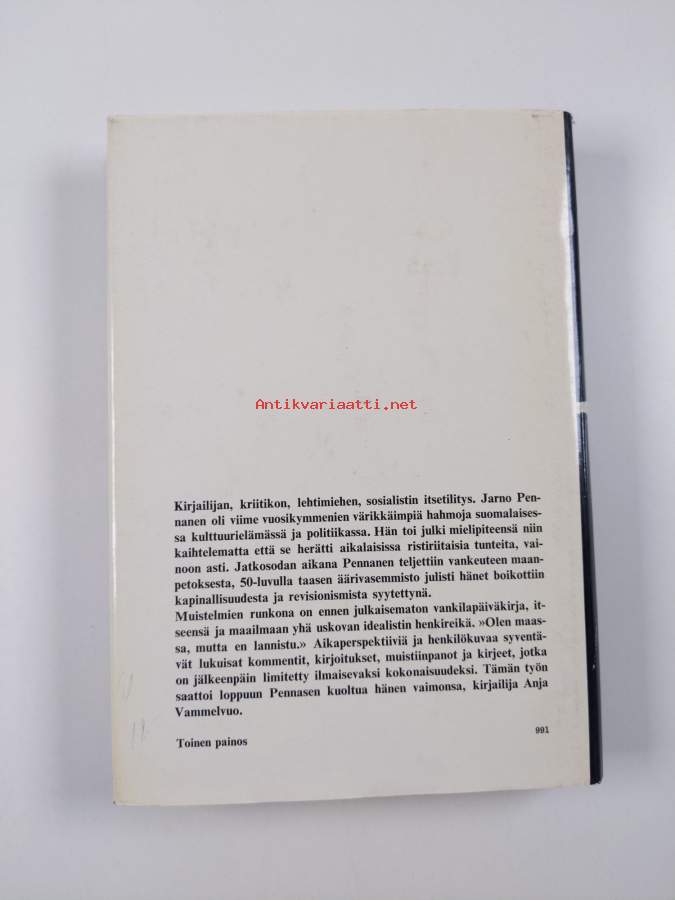 Antikvariaatti.net
Kirjailijan, kriitikon, lehtimiehen, sosialistin itsetilitys. Jarno Pen-
nanen oli viime vuosikymmenien värikkäimpiä hahmoja suomalaises-
sa kulttuurielämässä ja politiikassa. Hän toi julki mielipiteensä niin
kaihtelematta että se herätti aikalaisissa ristiriitaisia tunteita, vai-
noon asti. Jatkosodan aikana Pennanen teljettiin vankeuteen maan-
petoksesta, 50-luvulla taasen äärivasemmisto julisti hänet boikottiin
kapinallisuudesta ja revisionismista syytettynä.
Muistelmien runkona on ennen julkaisematon vankilapäiväkirja, it-
seensä ja maailmaan yhä uskovan idealistin henkireikä. »Olen maas-
sa, mutta en lannistu.» Aikaperspektiiviä ja henkilökuvaa syventä-
vät lukuisat kommentit, kirjoitukset, muistiinpanot ja kirjeet, jotka
on jälkeenpäin limitetty ilmaisevaksi kokonaisuudeksi. Tämän työn
saattoi loppuun Pennasen kuoltua hänen vaimonsa, kirjailija Anja
Vammelvuo.
Toinen painos
991